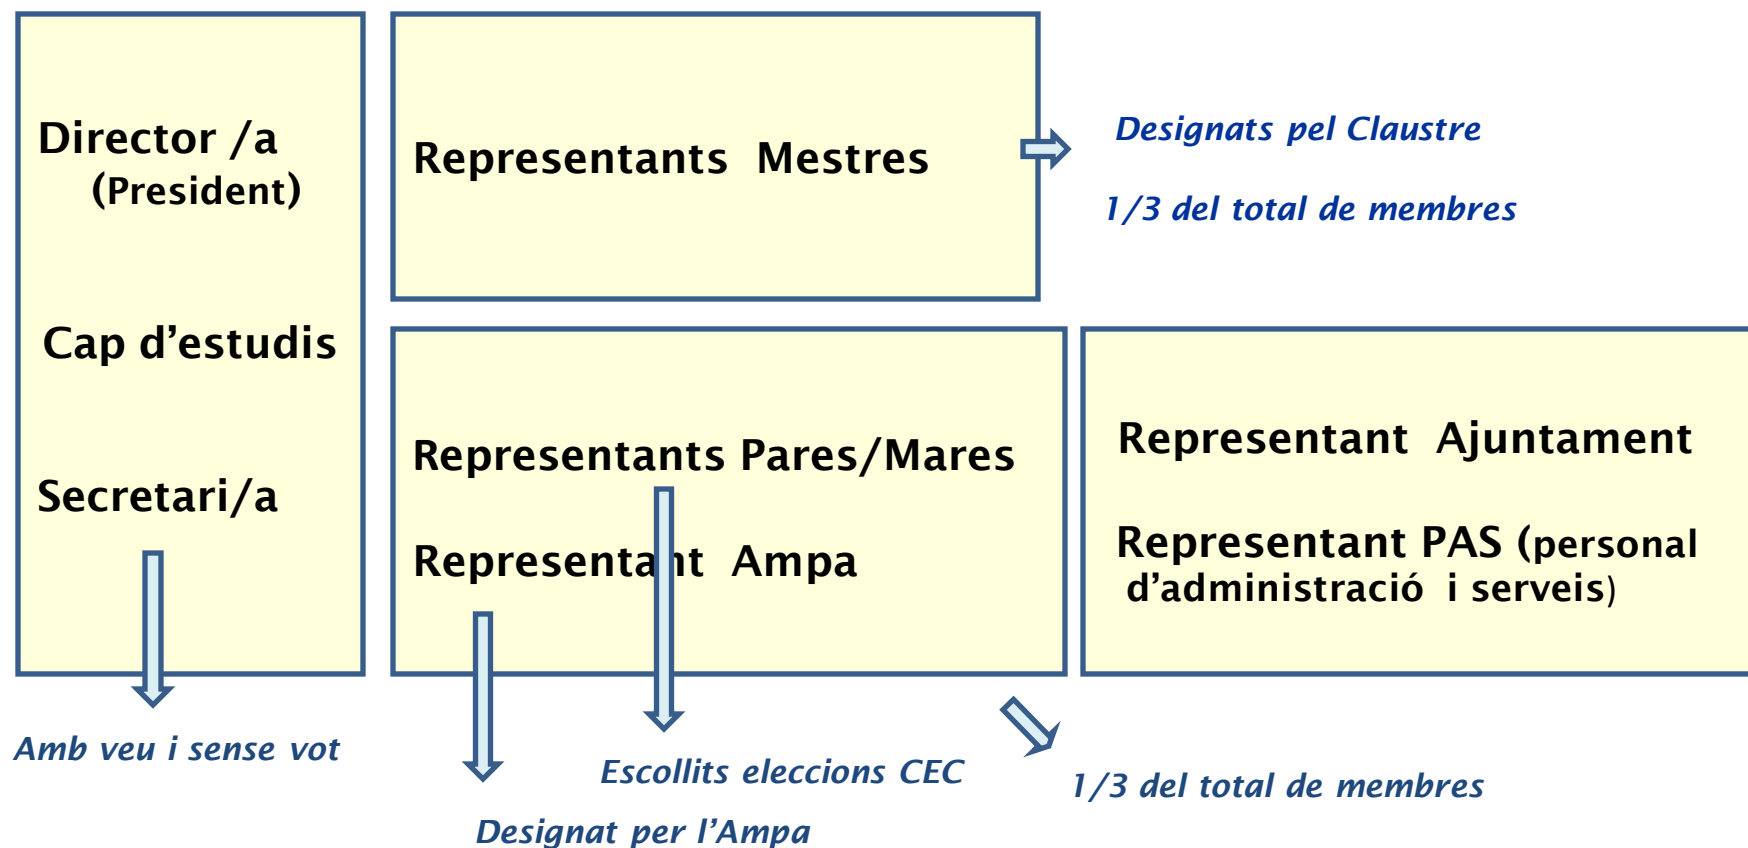 Director /a
(President)
Cap d'estudis
Secretari/a
Amb veu i sense vot
Representants Mestres
Designats pel Claustre
1/3 del total de membres
Representants Pares/Mares
Representant Ampa
Escollits eleccions CEC
Designat per l'Ampa
1/3 del total de membres
Representant Ajuntament
Representant PAS (personal
d'administració i serveis)